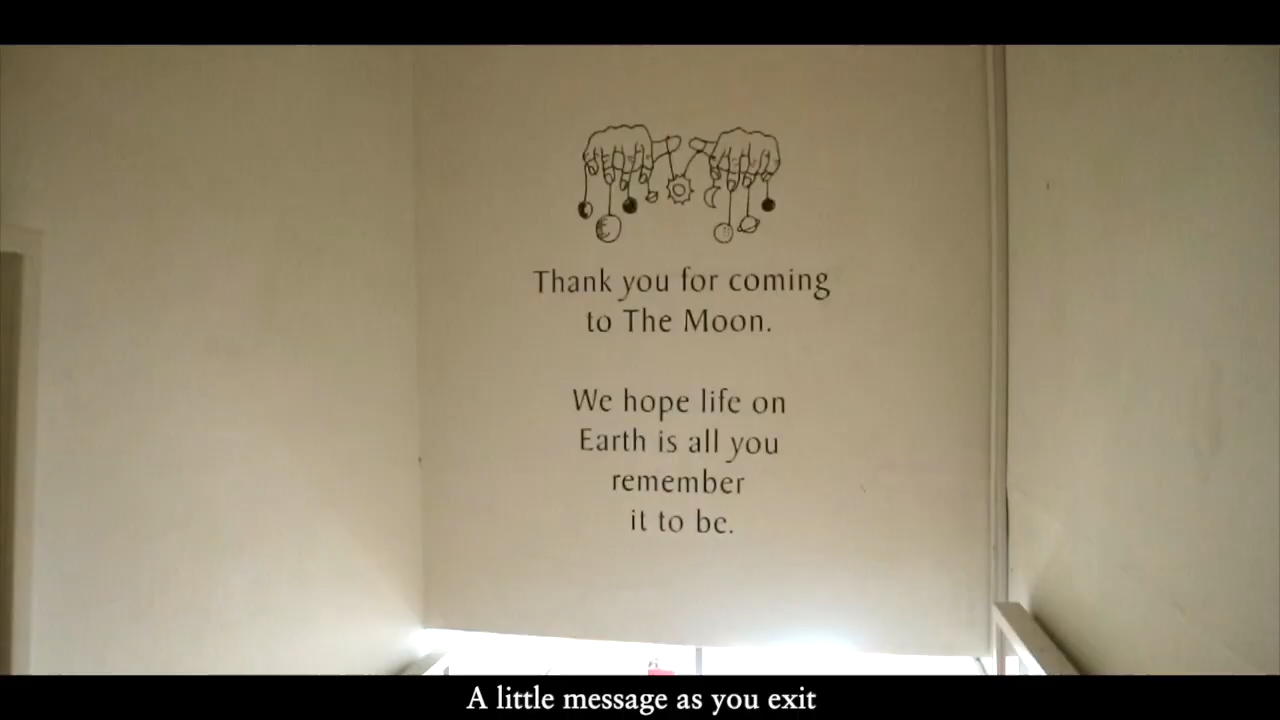 Thank you for coming
to The Moon.
We hope life on
Earth is all you
remember
it to be.
A little message as you exit